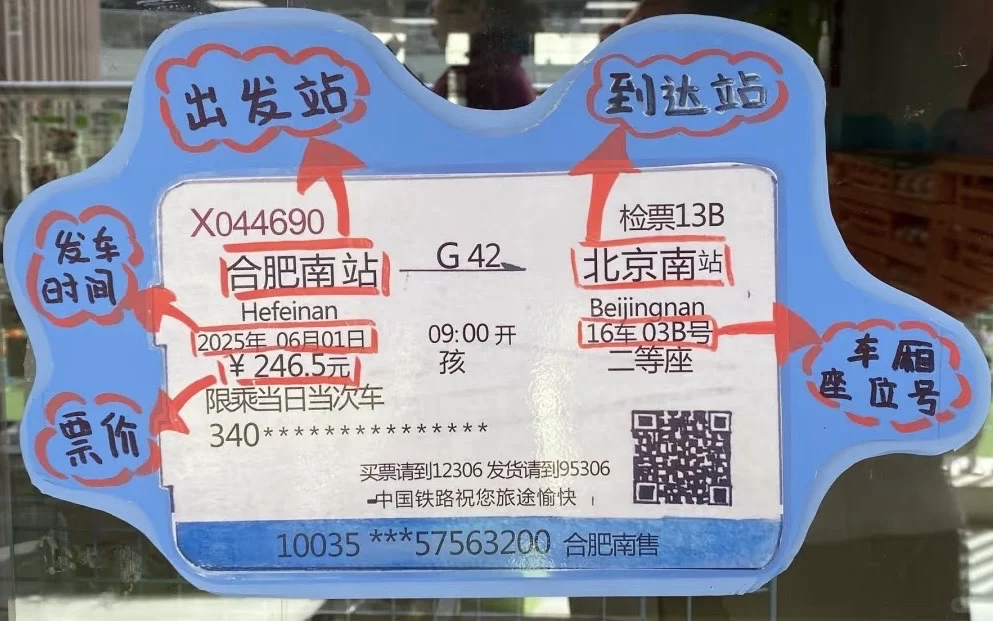 出发站
到达站
X044690
检票13B
合肥南站
G 42
北京南站
Hefeinan
Beijingnan
发车
时间
2025年 06月01日
09:00 开
16车 03B号
¥ 246.5元
孩
二等座
车厢
座位号
票价
限乘当日当次车
340***************
买票请到12306 发货请到95306
中国铁路祝您旅途愉快
10035 ***57563200 合肥南售